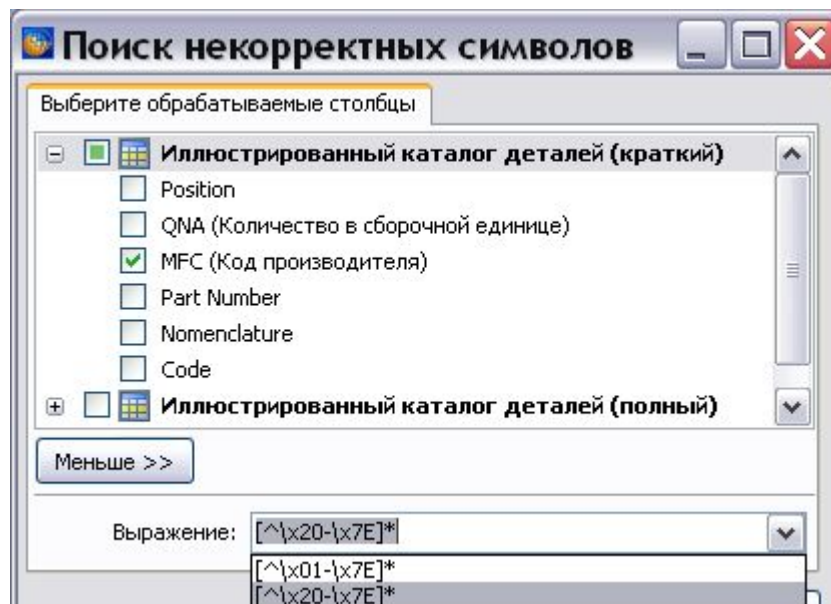 Поиск некорректных символов
Выберите обрабатываемые столбцы
Иллюстрированный каталог деталей (краткий)
Position
QNA (Количество в сборочной единице)
MFC (Код производителя)
Part Number
Nomenclature
Code
Иллюстрированный каталог деталей (полный)
Меньше >>
Выражение: [^\x20-\x7E]*
[^\x01-\x7E]*
[^\x20-\x7E]*